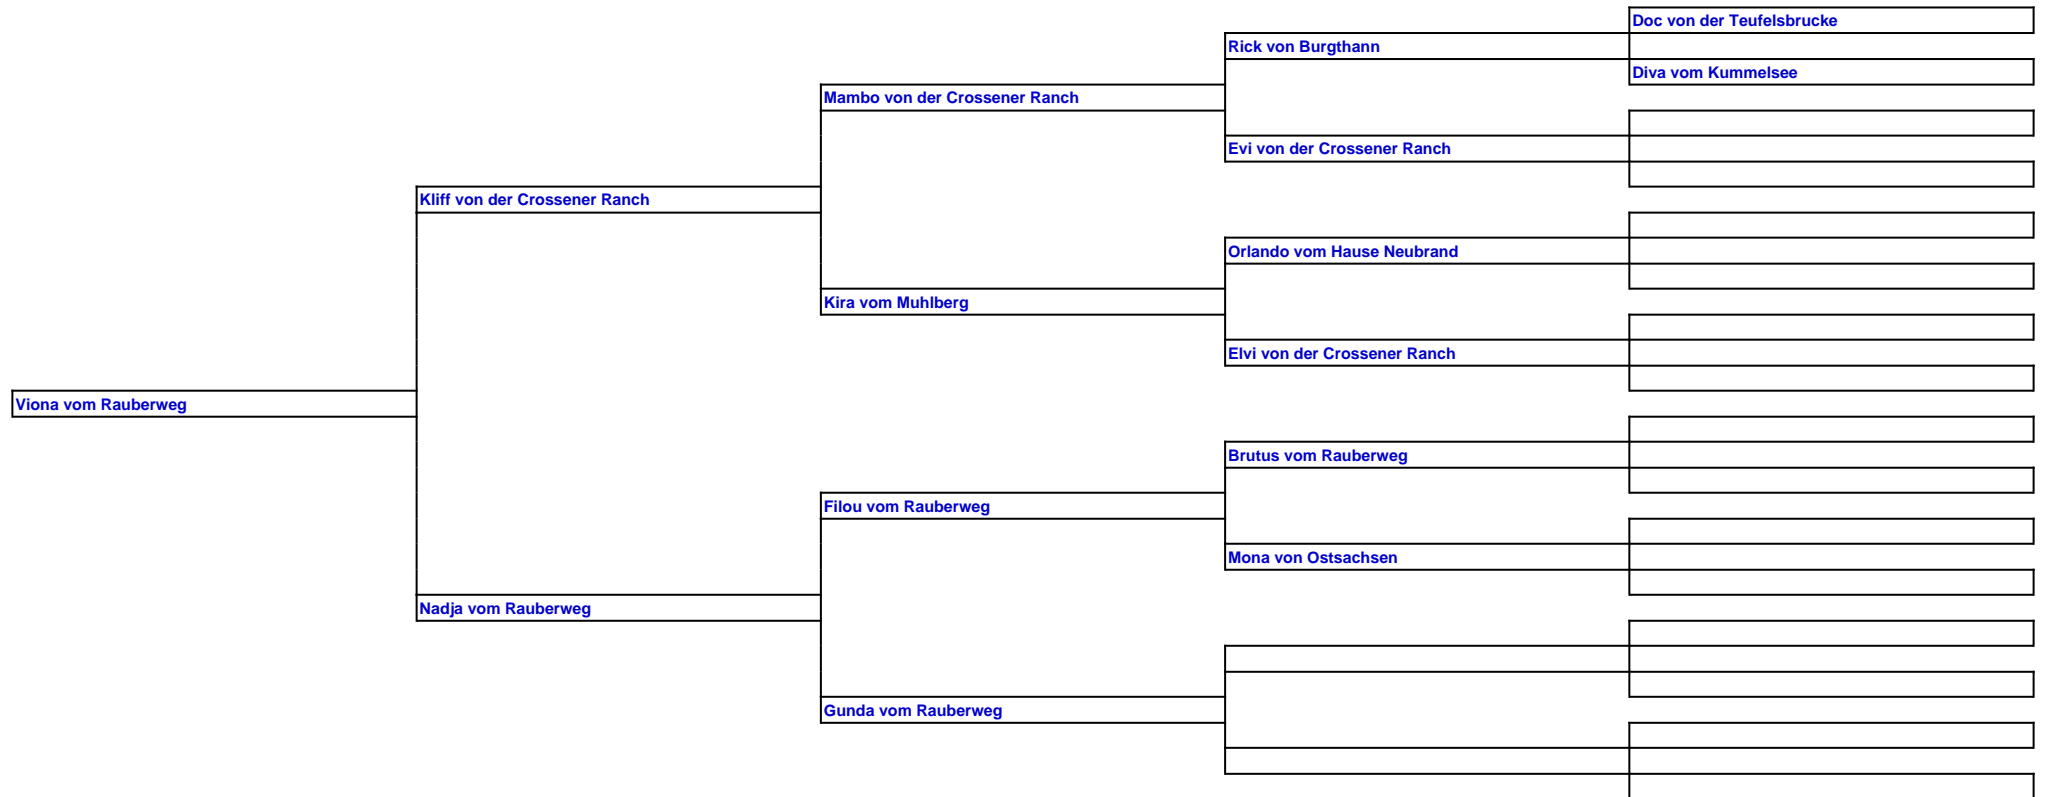 Doc von der Teufelsbrucke
Rick von Burgthann
Diva vom Kummelsee
Mambo von der Crossener Ranch
Evi von der Crossener Ranch
Kliff von der Crossener Ranch
Orlando vom Hause Neubrand
Kira vom Muhlberg
Elvi von der Crossener Ranch
Viona vom Rauberweg
Brutus vom Rauberweg
Filou vom Rauberweg
Mona von Ostsachsen
Nadja vom Rauberweg
Gunda vom Rauberweg